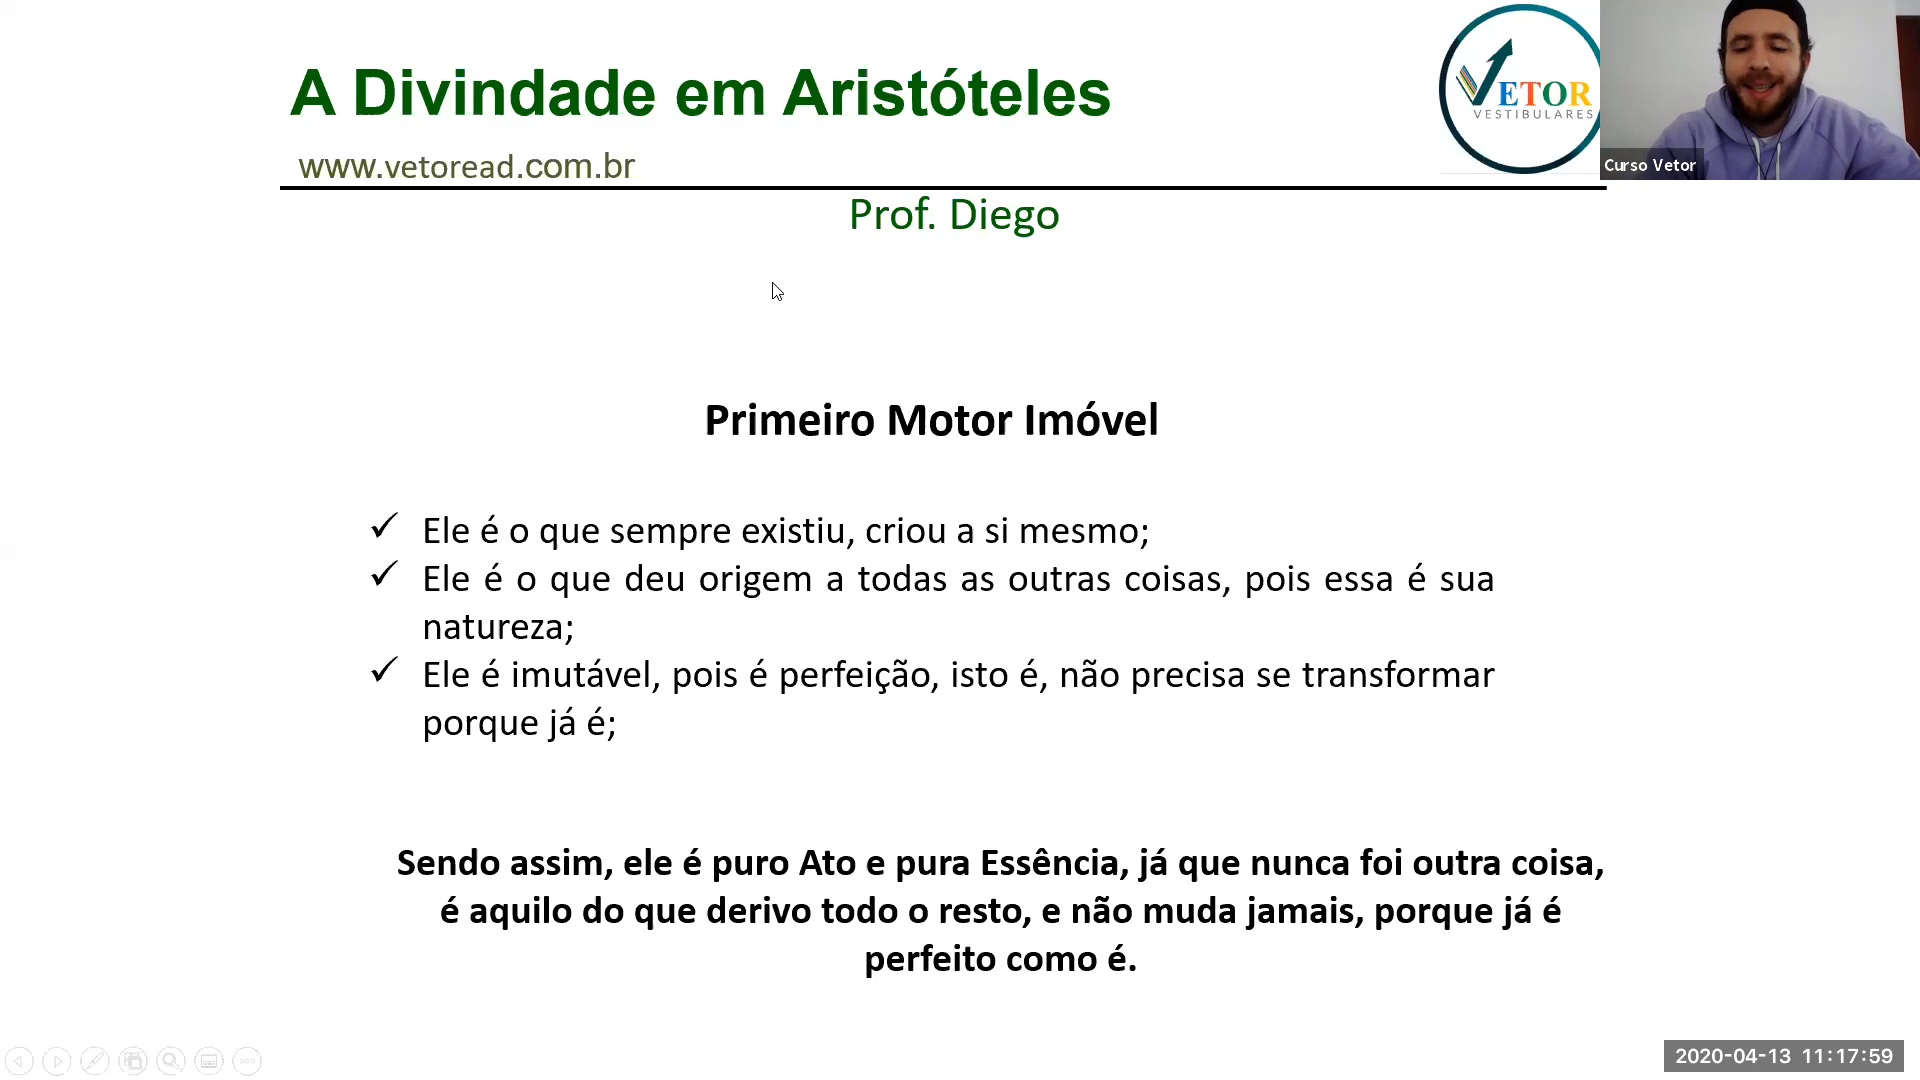 A Divindade em Aristóteles
VETOR
VESTIBULARES
www.vetoread.com.br
Curso Vetor
Prof. Diego
Primeiro Motor Imóvel
✓ Ele é o que sempre existiu, criou a si mesmo;
✓ Ele é o que deu origem a todas as outras coisas, pois essa é sua
natureza;
✓ Ele é imutável, pois é perfeição, isto é, não precisa se transformar
porque já é;
Sendo assim, ele é puro Ato e pura Essência, já que nunca foi outra coisa,
é aquilo do que derivo todo o resto, e não muda jamais, porque já é
perfeito como é.
2020-04-13 11:17:59